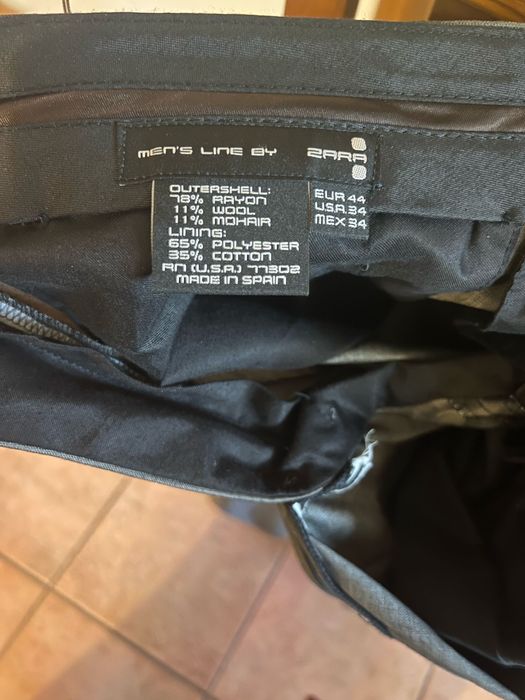 MEN'S LINE BY ZARA
OUTERSHELL:
78% RAYON
11% WOOL
11% MOHAIR
LINING:
65% POLYESTER
35% COTTON
RN (U.S.A.) 77302
MADE IN SPAIN
EUR 44
U.S.A. 34
MEX 34